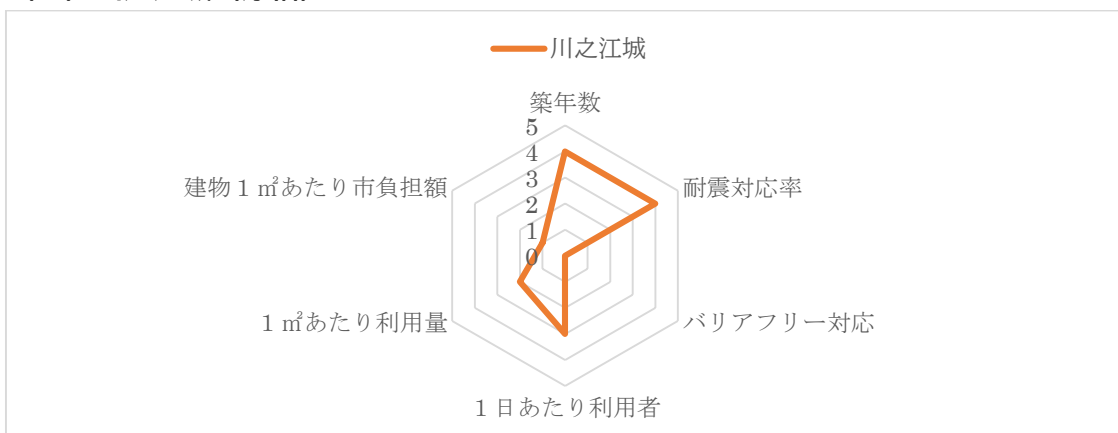 川之江城
築年数
5
4
3
2
1
0
建物１㎡あたり市負担額
耐震対応率
１㎡あたり利用量
バリアフリー対応
１日あたり利用者